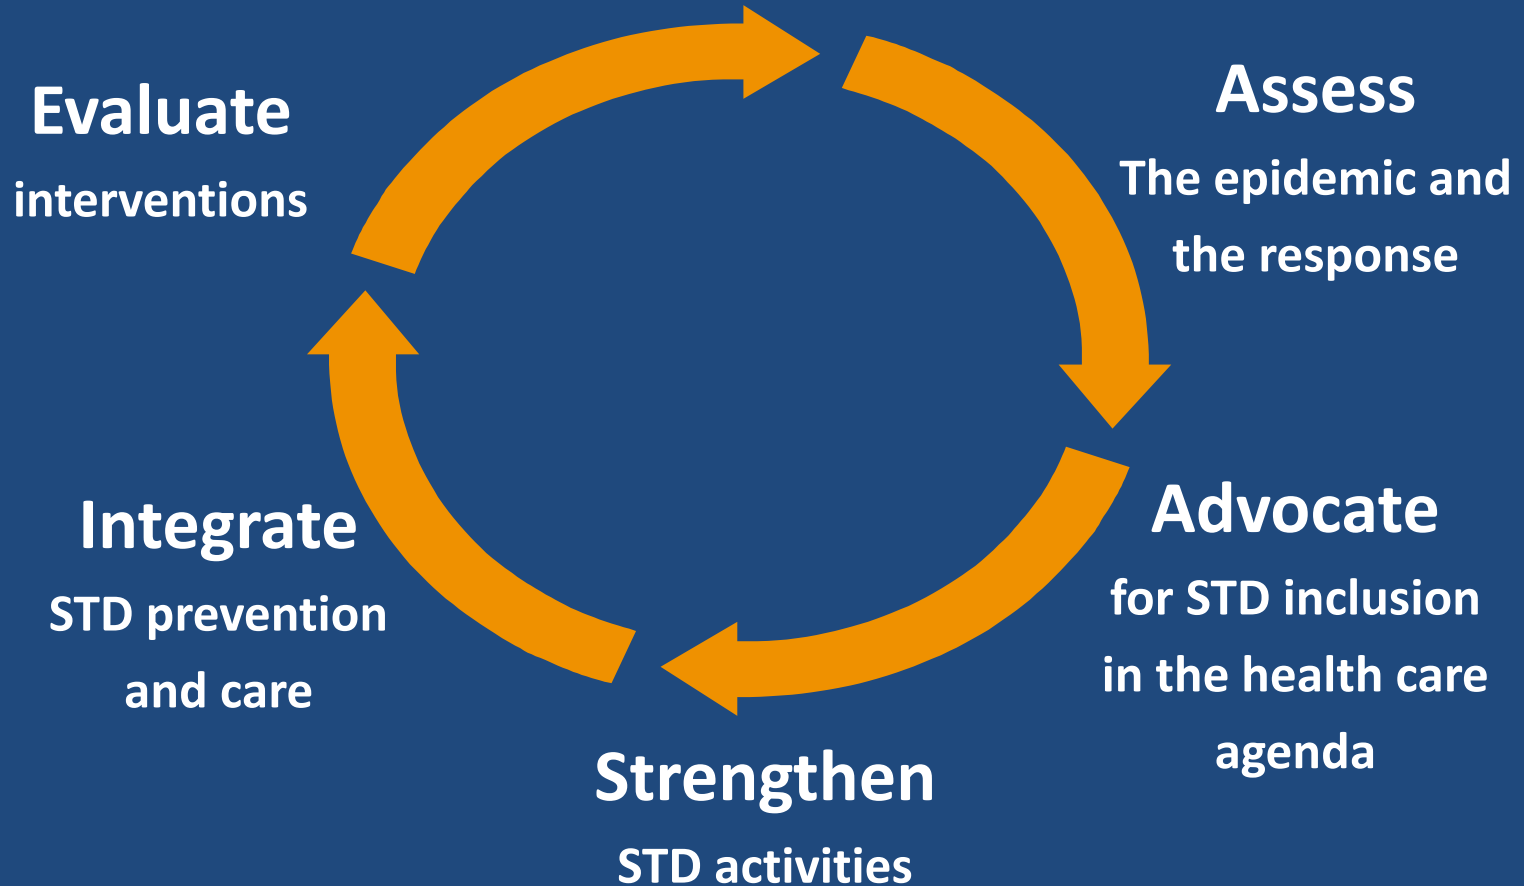 Evaluate
interventions
Assess
The epidemic and
the response
Advocate
for STD inclusion
in the health care
agenda
Strengthen
STD activities
Integrate
STD prevention
and care